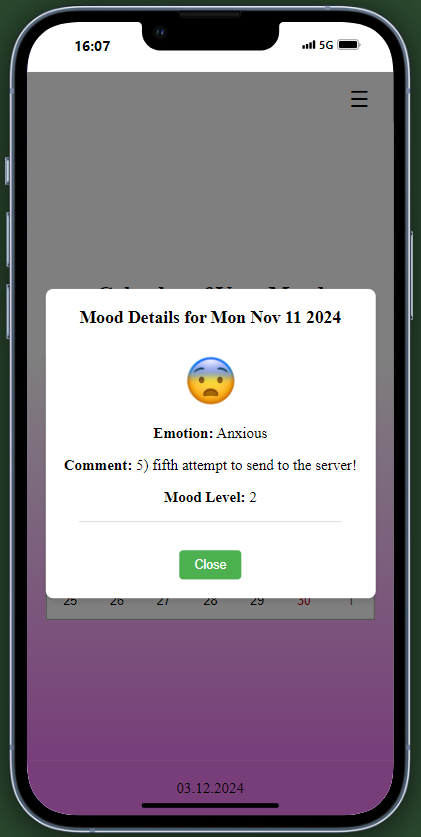 16:07
5G
☰
Mood Details for Mon Nov 11 2024
Emotion: Anxious
Comment: 5) fifth attempt to send to the server!
Mood Level: 2
Close
25 26 27 28 29 30 1
03.12.2024